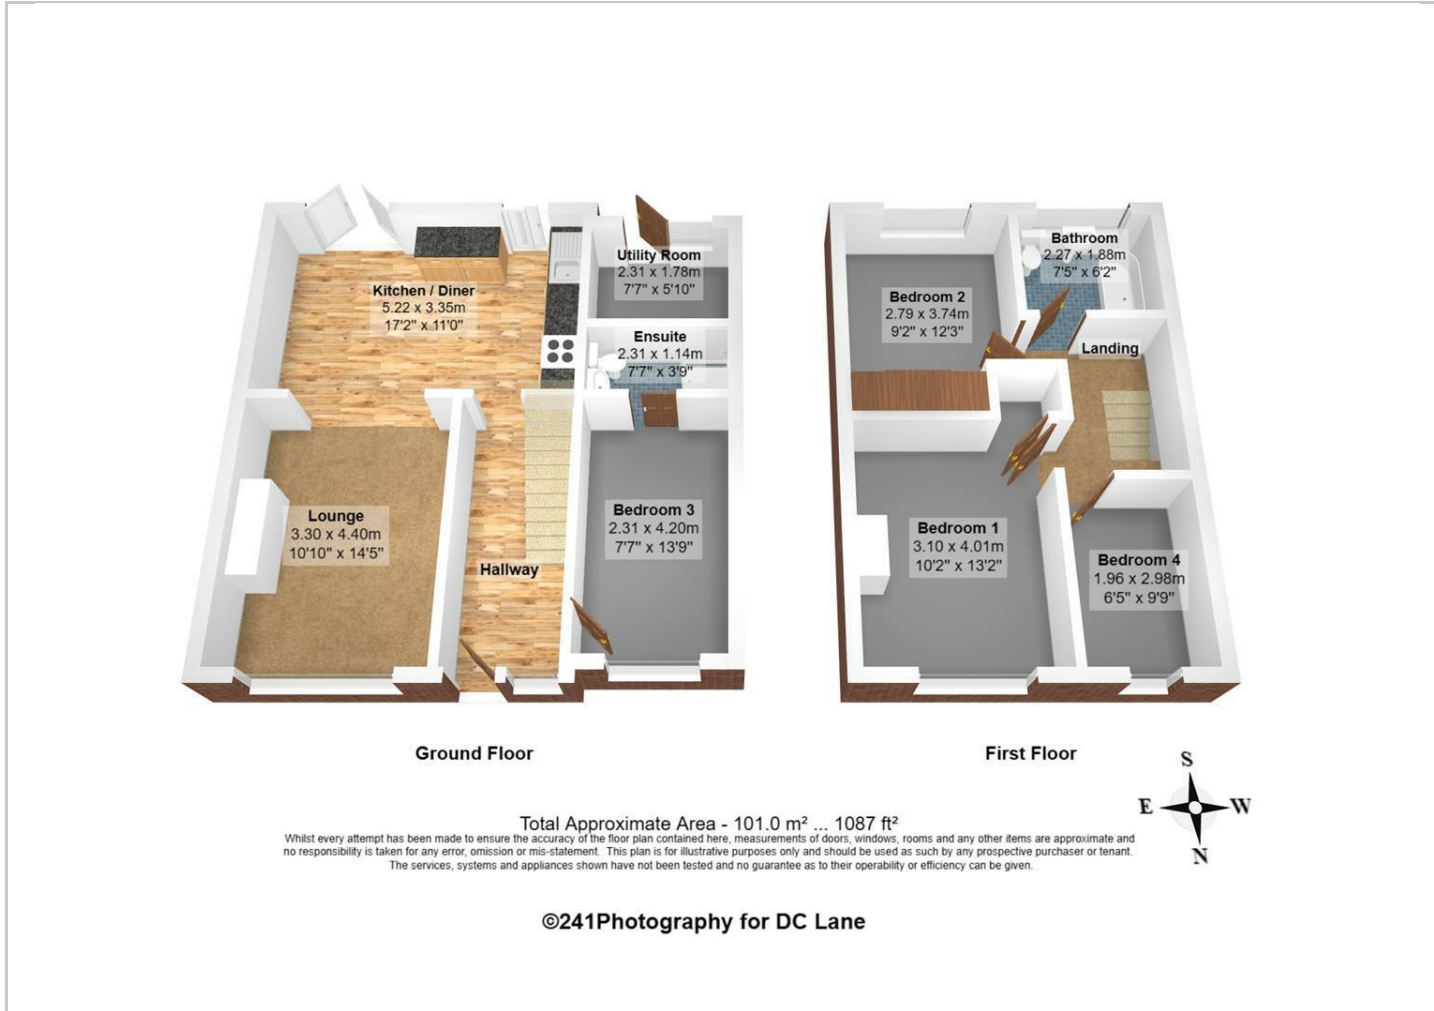 Kitchen / Diner
5.22 x 3.35m
17'2" x 11'0"
Utility Room
2.31 x 1.78m
7'7" x 5'10"
Ensuite
2.31 x 1.14m
7'7" x 3'9"
Lounge
3.30 x 4.40m
10'10" x 14'5"
Hallway
Bedroom 3
2.31 x 4.20m
7'7" x 13'9"
Ground Floor
Bathroom
2.27 x 1.88m
7'5" x 6'2"
Bedroom 2
2.79 x 3.74m
9'2" x 12'3"
Landing
Bedroom 1
3.10 x 4.01m
10'2" x 13'2"
Bedroom 4
1.96 x 2.98m
6'5" x 9'9"
First Floor
S
E W
N
Total Approximate Area - 101.0 m² ... 1087 ft²
Whilst every attempt has been made to ensure the accuracy of the floor plan contained here, measurements of doors, windows, rooms and any other items are approximate and
no responsibility is taken for any error, omission or mis-statement. This plan is for illustrative purposes only and should be used as such by any prospective purchaser or tenant.
The services, systems and appliances shown have not been tested and no guarantee as to their operability or efficiency can be given.
©241Photography for DC Lane